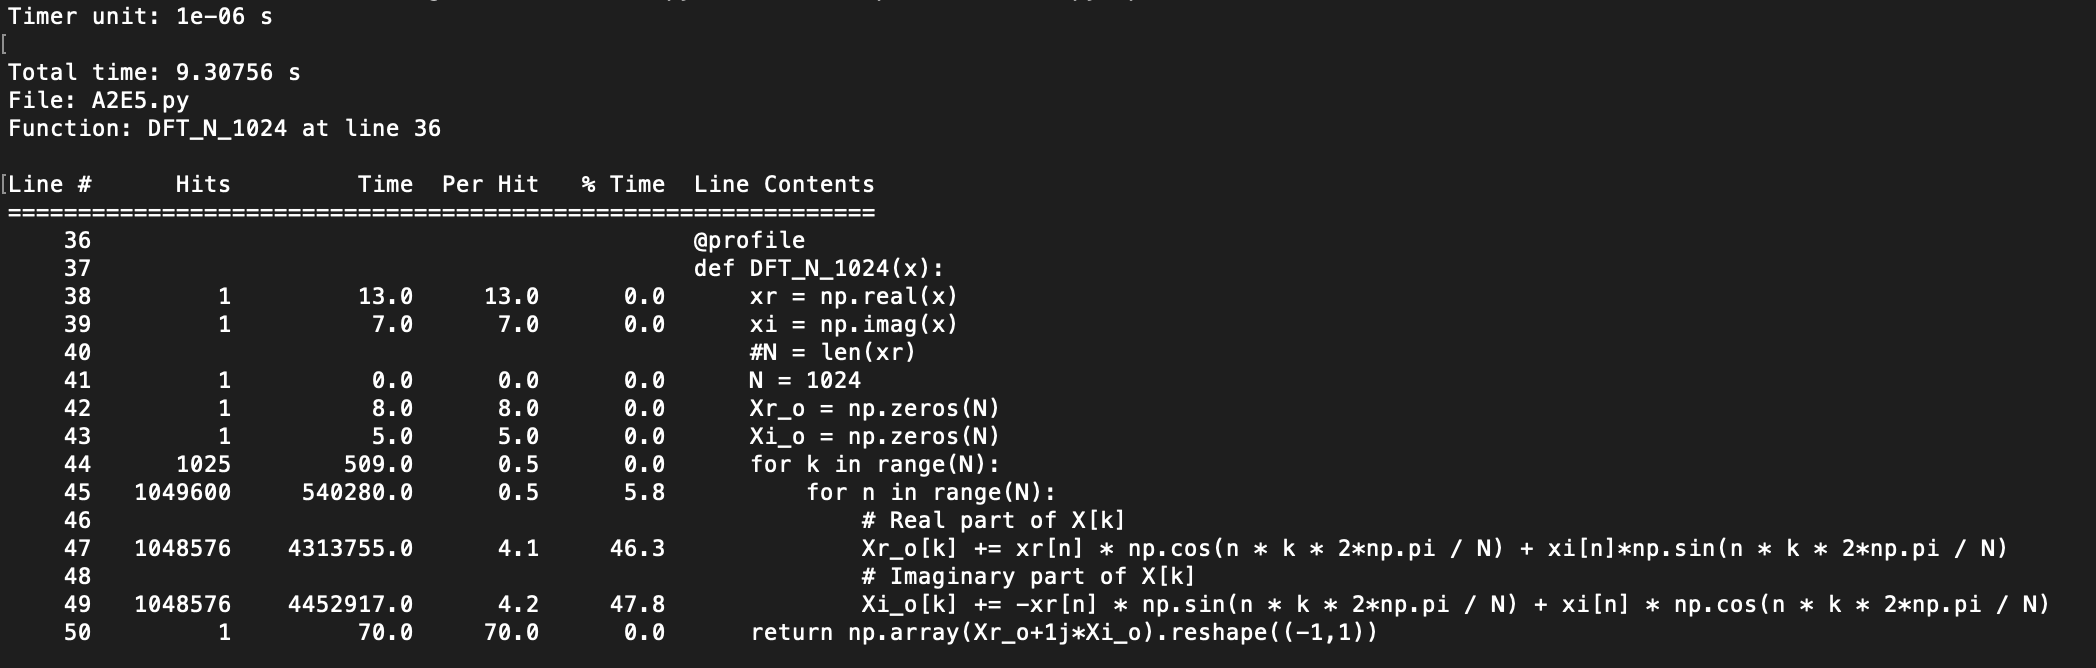 Timer unit: 1e-06 s
[
Total time: 9.30756 s
File: A2E5.py
Function: DFT_N_1024 at line 36
[Line #      Hits         Time  Per Hit   % Time  Line Contents
==============================================================
    36                                           @profile
    37                                           def DFT_N_1024(x):
    38         1         13.0     13.0      0.0      xr = np.real(x)
    39         1          7.0      7.0      0.0      xi = np.imag(x)
    40                                               #N = len(xr)
    41         1          0.0      0.0      0.0      N = 1024
    42         1          8.0      8.0      0.0      Xr_o = np.zeros(N)
    43         1          5.0      5.0      0.0      Xi_o = np.zeros(N)
    44      1025        509.0      0.5      0.0      for k in range(N):
    45   1049600     540280.0      0.5      5.8          for n in range(N):
    46                                                       # Real part of X[k]
    47   1048576    4313755.0      4.1     46.3              Xr_o[k] += xr[n] * np.cos(n * k * 2*np.pi / N) + xi[n]*np.sin(n * k * 2*np.pi / N)
    48                                                       # Imaginary part of X[k]
    49   1048576    4452917.0      4.2     47.8              Xi_o[k] += -xr[n] * np.sin(n * k * 2*np.pi / N) + xi[n] * np.cos(n * k * 2*np.pi / N)
    50         1         70.0     70.0      0.0      return np.array(Xr_o+1j*Xi_o).reshape((-1,1))